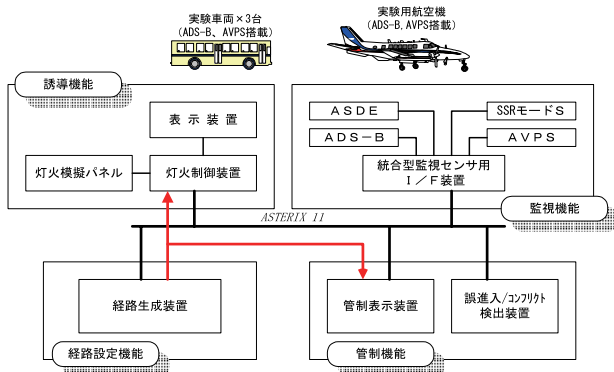 実験車両×3台
(ADS-B、AVPS搭載)
実験用航空機
(ADS-B, AVPS搭載)
誘導機能
表示装置
灯火模擬パネル
灯火制御装置
ASDE
SSRモードS
ADS-B
AVPS
統合型監視センサ用
I/F装置
監視機能
ASTERIX 11
経路生成装置
管制表示装置
誤進入/コンフリクト
検出装置
経路設定機能
管制機能